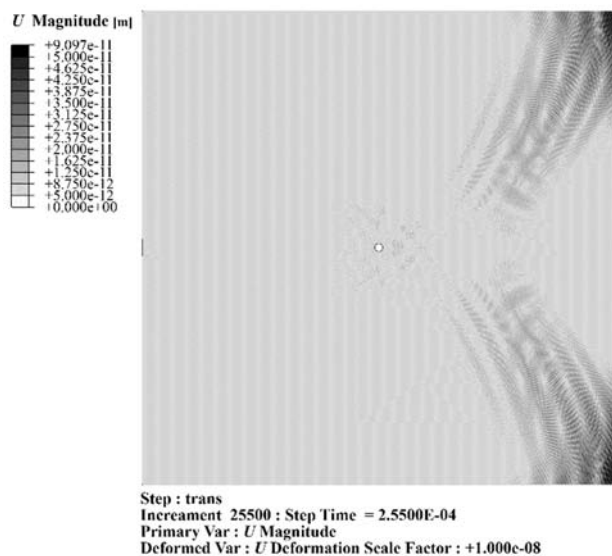 U Magnitude [m]
+9.097e-11
+5.000e-11
+4.625e-11
+4.250e-11
+3.875e-11
+3.500e-11
+3.125e-11
+2.750e-11
+2.375e-11
+2.000e-11
+1.625e-11
+1.250e-11
+8.750e-12
+5.000e-12
+0.000e+00
Step : trans
Increament 25500 : Step Time = 2.5500E-04
Primary Var : U Magnitude
Deformed Var : U Deformation Scale Factor : +1.000e-08